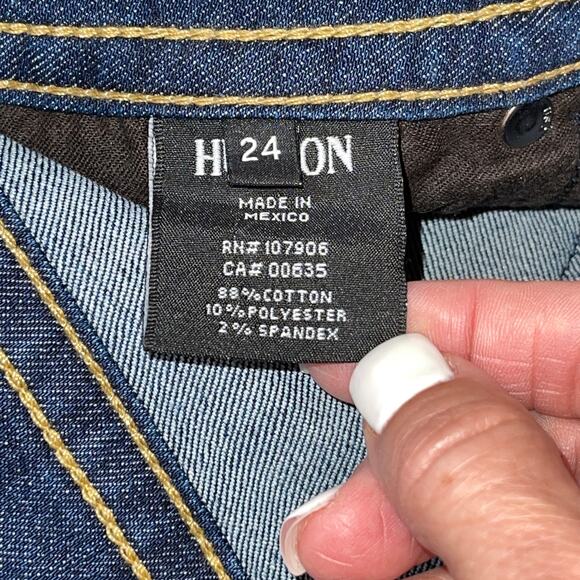 H 24 ON
MADE IN
MEXICO
RN# 107906
CA# 00635
88% COTTON
10% POLYESTER
2% SPANDEX